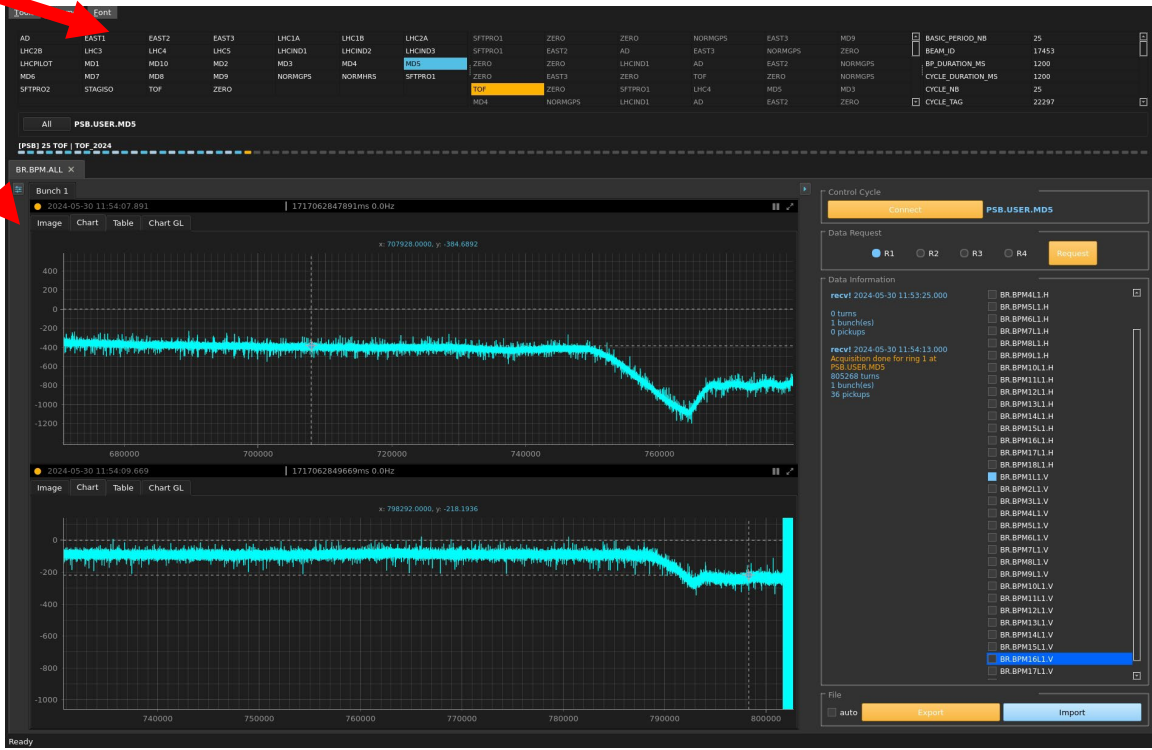 Font
AD EAST1 EAST2 EAST3 LHC1A LHC1B LHC2A SFTPRO1 ZERO ZERO NORMGPS EAST3 MD9 BASIC_PERIOD_NB 25
LHC2B LHC3 LHC4 LHC5 LHCIND1 LHCIND2 LHCIND3 SFTPRO1 EAST2 AD EAST3 NORMGPS ZERO BEAM_ID 17453
LHCPILOT MD1 MD10 MD2 MD3 MD4 MD5 ZERO ZERO LHCIND1 AD EAST2 NORMGPS BP_DURATION_MS 1200
MD6 MD7 MD8 MD9 NORMGPS NORMHRS SFTPRO1 ZERO EAST3 ZERO TOF ZERO NORMGPS CYCLE_DURATION_MS 1200
SFTPRO2 STAGISO TOF ZERO TOF ZERO SFTPRO1 LHC4 MD5 MD3 CYCLE_NB 25
MD4 NORMGPS LHCIND1 AD EAST2 ZERO CYCLE_TAG 22297
All PSB.USER.MD5
[PSB] 25 TOF | TOF_2024
BR.BPM.ALL ×
Bunch 1
2024-05-30 11:54:07.891 | 1717062847891ms 0.0Hz
Image Chart Table Chart GL
x: 707928.0000, y: -384.6892
400
200
0
-200
-400
-600
-800
-1000
-1200
680000 700000 720000 740000 760000
2024-05-30 11:54:09.669 | 1717062849669ms 0.0Hz
Image Chart Table Chart GL
x: 798292.0000, y: -218.1936
0
-200
-400
-600
-800
-1000
740000 750000 760000 770000 780000 790000 800000
Control Cycle
Connect PSB.USER.MD5
Data Request
R1 R2 R3 R4 Request
Data Information
recv! 2024-05-30 11:53:25.000
0 turns
1 bunch(es)
0 pickups
recv! 2024-05-30 11:54:13.000
Acquisition done for ring 1 at
PSB.USER.MD5
805268 turns
1 bunch(es)
36 pickups
BR.BPM4L1.H
BR.BPM5L1.H
BR.BPM6L1.H
BR.BPM7L1.H
BR.BPM8L1.H
BR.BPM9L1.H
BR.BPM10L1.H
BR.BPM11L1.H
BR.BPM12L1.H
BR.BPM13L1.H
BR.BPM14L1.H
BR.BPM15L1.H
BR.BPM16L1.H
BR.BPM17L1.H
BR.BPM18L1.H
BR.BPM1L1.V
BR.BPM2L1.V
BR.BPM3L1.V
BR.BPM4L1.V
BR.BPM5L1.V
BR.BPM6L1.V
BR.BPM7L1.V
BR.BPM8L1.V
BR.BPM9L1.V
BR.BPM10L1.V
BR.BPM11L1.V
BR.BPM12L1.V
BR.BPM13L1.V
BR.BPM14L1.V
BR.BPM15L1.V
BR.BPM16L1.V
BR.BPM17L1.V
File
auto Export Import
Ready